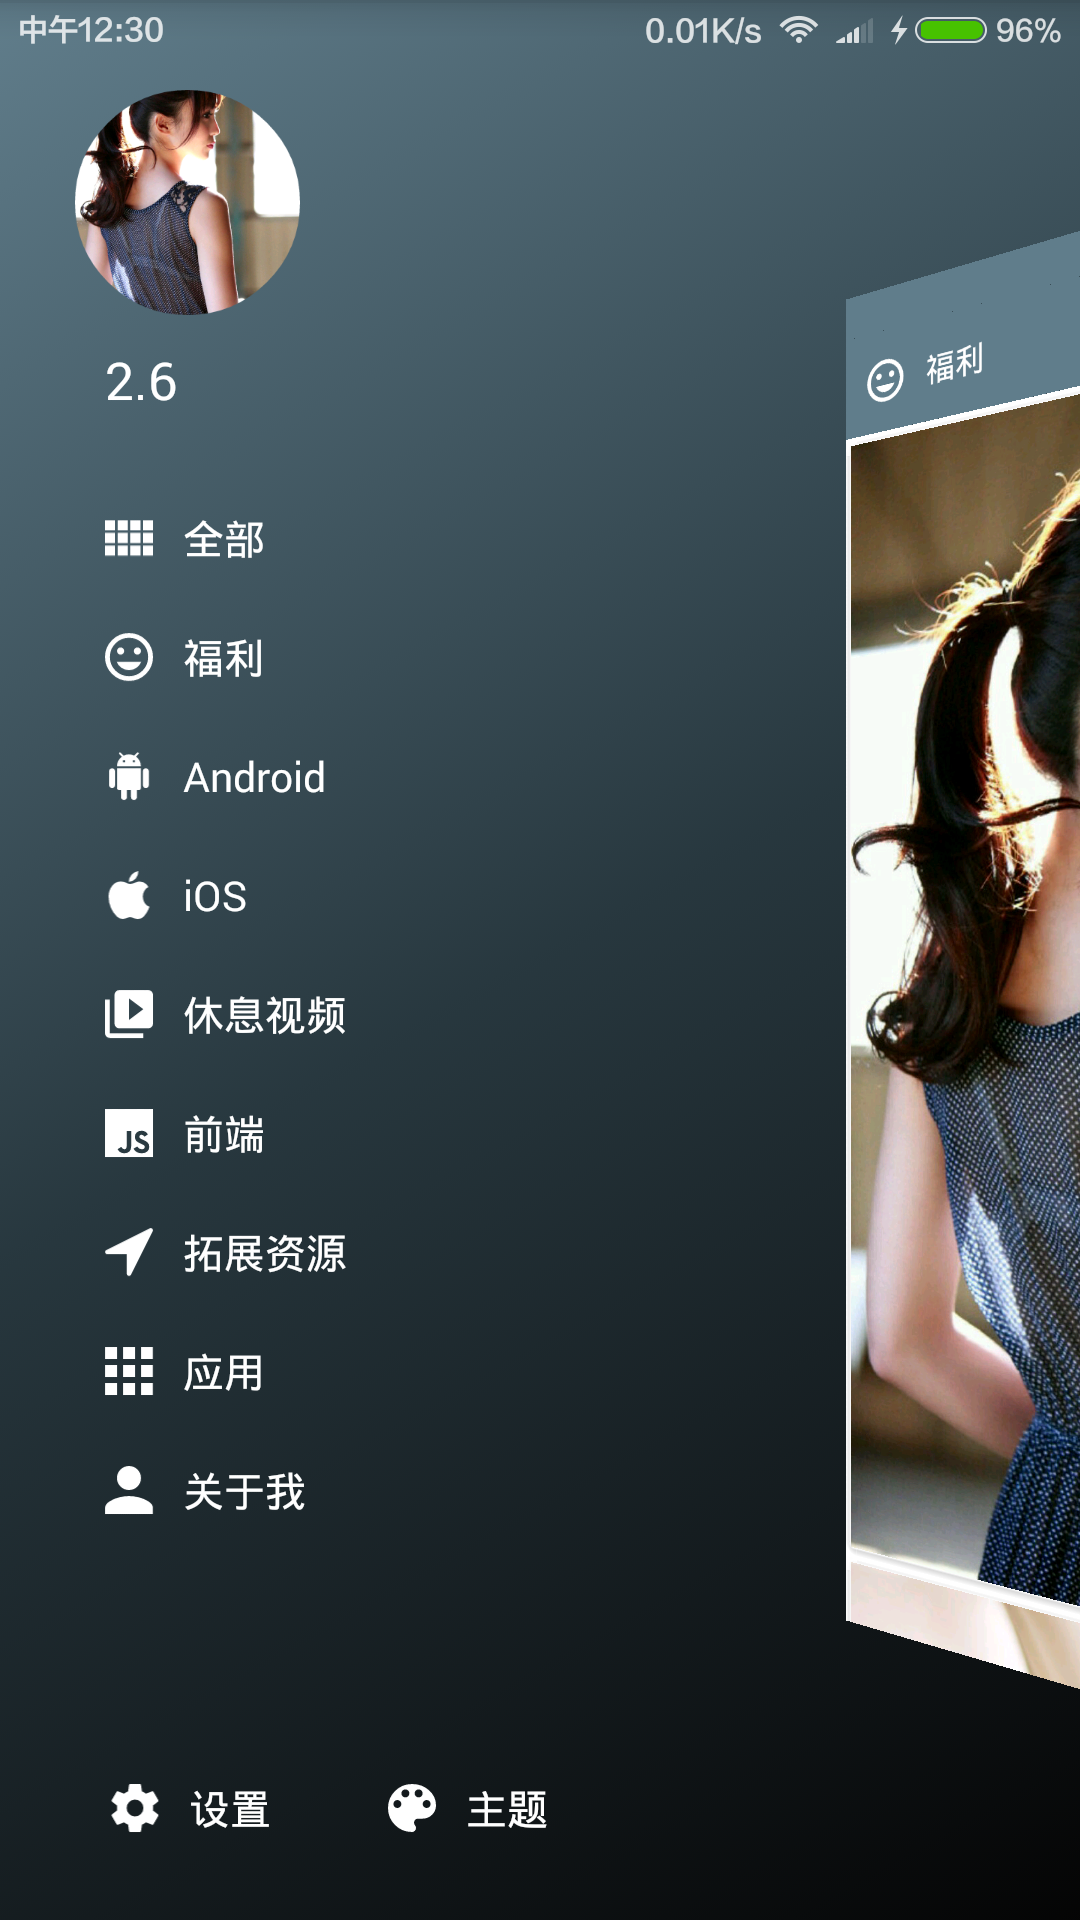 中午12:30 0.01K/s 96%
2.6
福利
全部
福利
Android
iOS
休息视频
JS 前端
拓展资源
应用
关于我
设置 主题